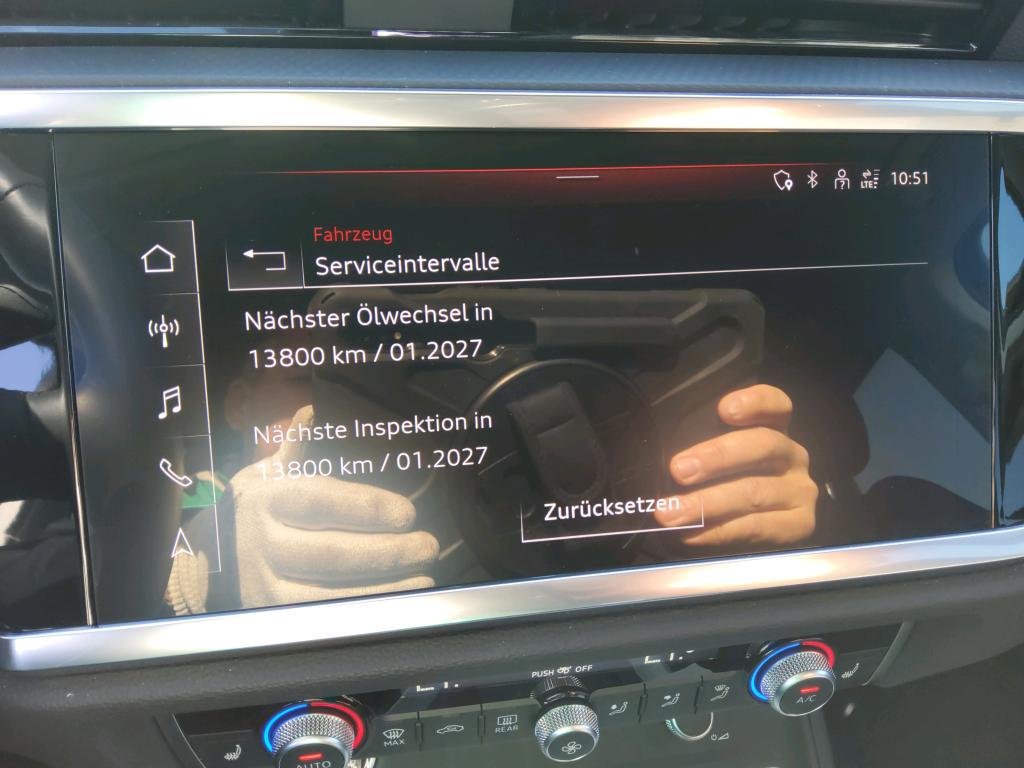 LTE 10:51
Fahrzeug
Serviceintervalle
Nächster Ölwechsel in
13800 km / 01.2027
Nächste Inspektion in
13800 km / 01.2027
Zurücksetzen
PUSH OFF
AUTO
MAX
REAR
A/C